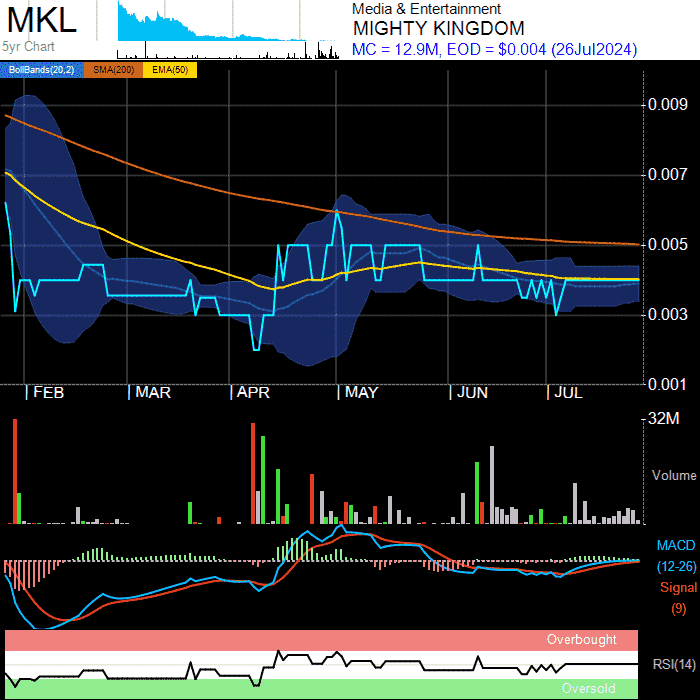 MKL
5yr Chart
Media & Entertainment
MIGHTY KINGDOM
MC = 12.9M, EOD = $0.004 (26Jul2024)
BollBands(20,2) SMA(200) EMA(50)
0.009
0.007
0.005
0.003
0.001
FEB MAR APR MAY JUN JUL
32M
Volume
MACD
(12-26)
Signal
(9)
Overbought
RSI(14)
Oversold